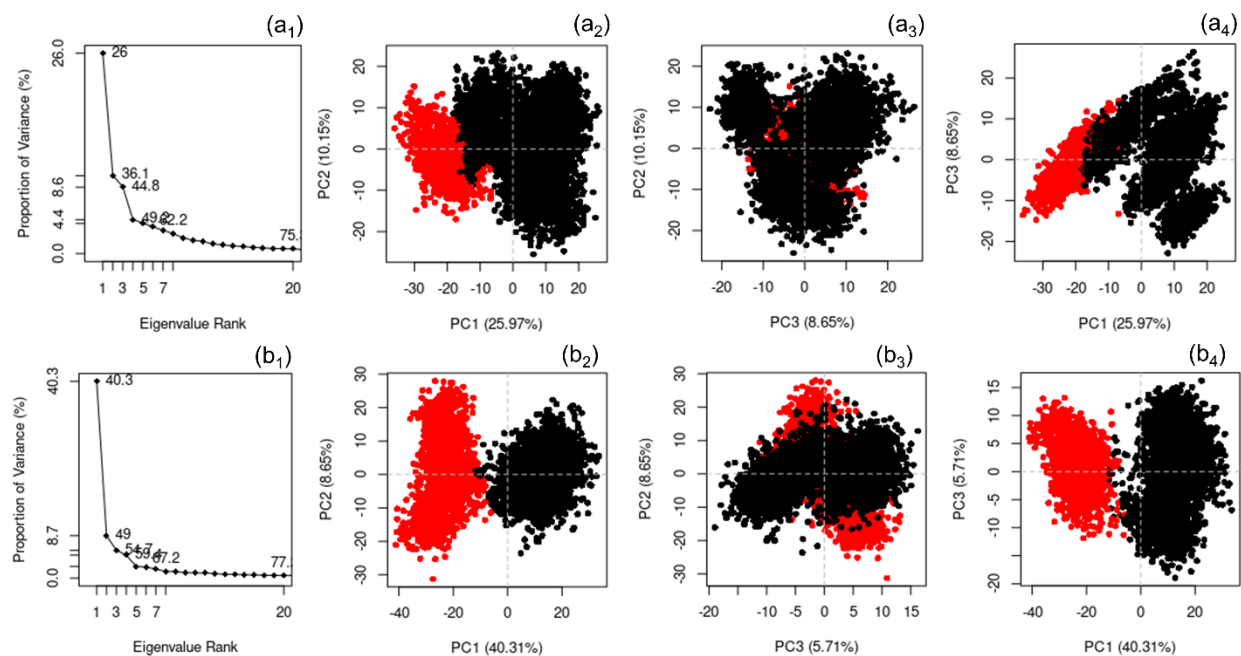 (a1)
Proportion of Variance (%)
26.0
8.6
4.4
0.0
26
36.1
44.8
49.2
62.2
75.
1 3 5 7 20
Eigenvalue Rank
(a2)
PC2 (10.15%)
20
10
0
-10
-20
-30 -20 -10 0 10 20
PC1 (25.97%)
(a3)
PC2 (10.15%)
20
10
0
-10
-20
-20 -10 0 10 20
PC3 (8.65%)
(a4)
PC3 (8.65%)
20
10
0
-10
-20
-30 -20 -10 0 10 20
PC1 (25.97%)
(b1)
Proportion of Variance (%)
40.3
8.7
0.0
40.3
49
54.7
59.4
67.2
77.
1 3 5 7 20
Eigenvalue Rank
(b2)
PC2 (8.65%)
30
20
10
0
-10
-30
-40 -20 0 20
PC1 (40.31%)
(b3)
PC2 (8.65%)
30
20
10
0
-10
-30
-20 -10 -5 0 5 10 15
PC3 (5.71%)
(b4)
PC3 (5.71%)
15
10
5
0
-10
-20
-40 -20 0 20
PC1 (40.31%)